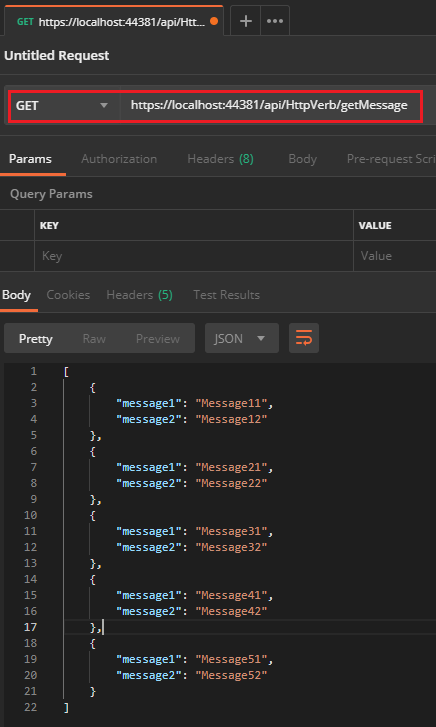 GET https://localhost:44381/api/Htt... + •••
Untitled Request
GET https://localhost:44381/api/HttpVerb/getMessage
Params Authorization Headers (8) Body Pre-request Scri
Query Params
KEY VALUE
Key Value
Body Cookies Headers (5) Test Results
Pretty Raw Preview JSON
1 [
2 {
3 "message1": "Message11",
4 "message2": "Message12"
5 },
6 {
7 "message1": "Message21",
8 "message2": "Message22"
9 },
10 {
11 "message1": "Message31",
12 "message2": "Message32"
13 },
14 {
15 "message1": "Message41",
16 "message2": "Message42"
17 },
18 {
19 "message1": "Message51",
20 "message2": "Message52"
21 }
22 ]